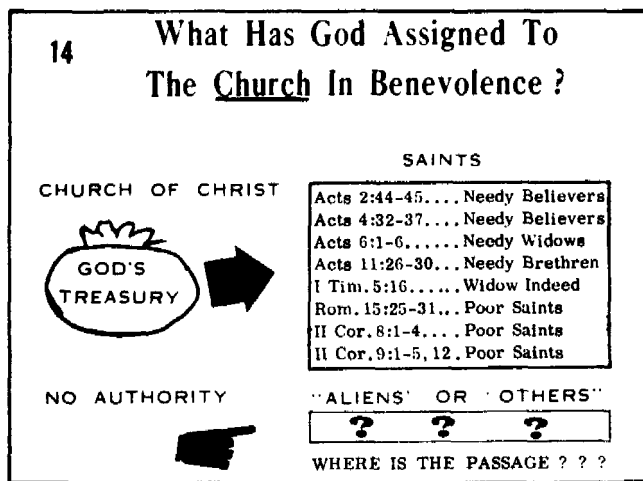 14
What Has God Assigned To
The Church In Benevolence?
SAINTS
CHURCH OF CHRIST
GOD'S
TREASURY
Acts 2:44-45.... Needy Believers
Acts 4:32-37.... Needy Believers
Acts 6:1-6...... Needy Widows
Acts 11:26-30... Needy Brethren
I Tim. 5:16...... Widow Indeed
Rom. 15:25-31... Poor Saints
II Cor. 8:1-4.... Poor Saints
II Cor. 9:1-5, 12. Poor Saints
NO AUTHORITY
"ALIENS' OR 'OTHERS"
? ? ?
WHERE IS THE PASSAGE ? ? ?